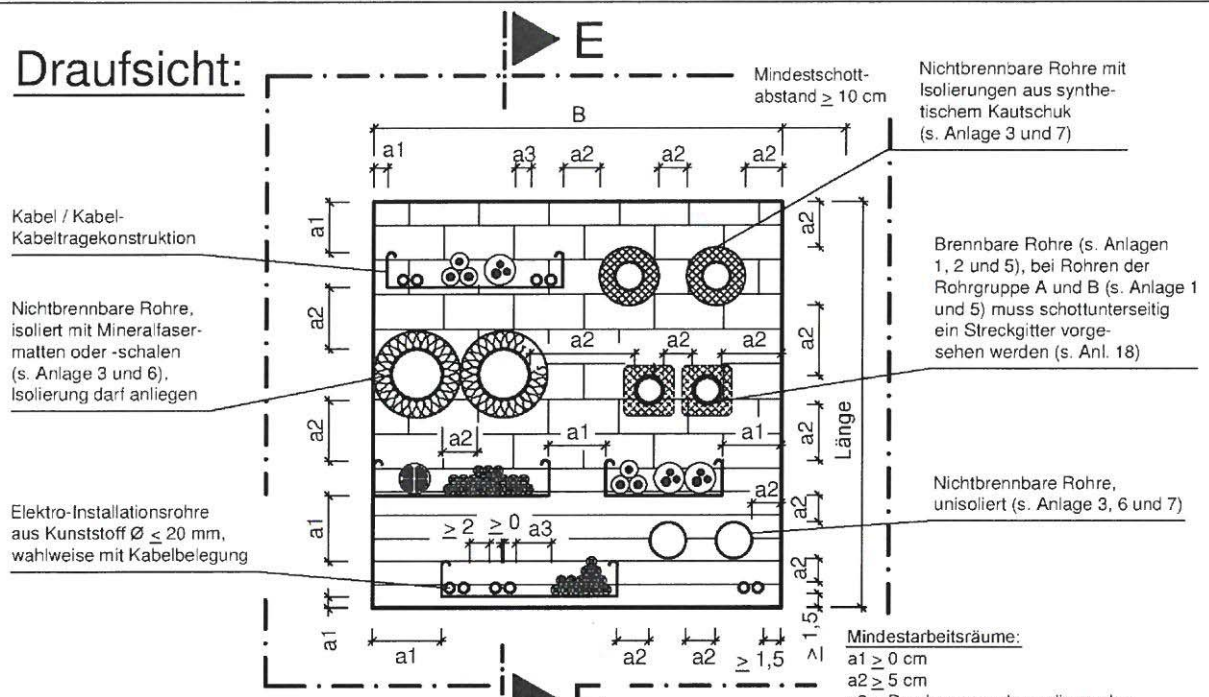 Draufsicht:
E
Mindestschott-
abstand ≥ 10 cm
Nichtbrennbare Rohre mit
Isolierungen aus synthe-
tischem Kautschuk
(s. Anlage 3 und 7)
B
a1
a3
a2
a2
a2
Kabel / Kabel-
Kabeltragekonstruktion
a1
a2
Brennbare Rohre (s. Anlagen
1, 2 und 5), bei Rohren der
Rohrgruppe A und B (s. Anlage 1
und 5) muss schottunterseitig
ein Streckgitter vorge-
sehen werden (s. Anl. 18)
Nichtbrennbare Rohre,
isoliert mit Mineralfaser-
matten oder -schalen
(s. Anlage 3 und 6),
Isolierung darf anliegen
a2
a2
a2
a2
a2
Länge
a2
a2
a1
a1
a2
Nichtbrennbare Rohre,
unisoliert (s. Anlage 3, 6 und 7)
a2
a2
Elektro-Installationsrohre
aus Kunststoff Ø ≤ 20 mm,
wahlweise mit Kabelbelegung
a1
≥ 2
≥ 0
a3
a2
a1
a1
a2
a2
≥ 1,5
≥ 1,5
Mindestarbeitsräume:
a1 ≥ 0 cm
a2 ≥ 5 cm